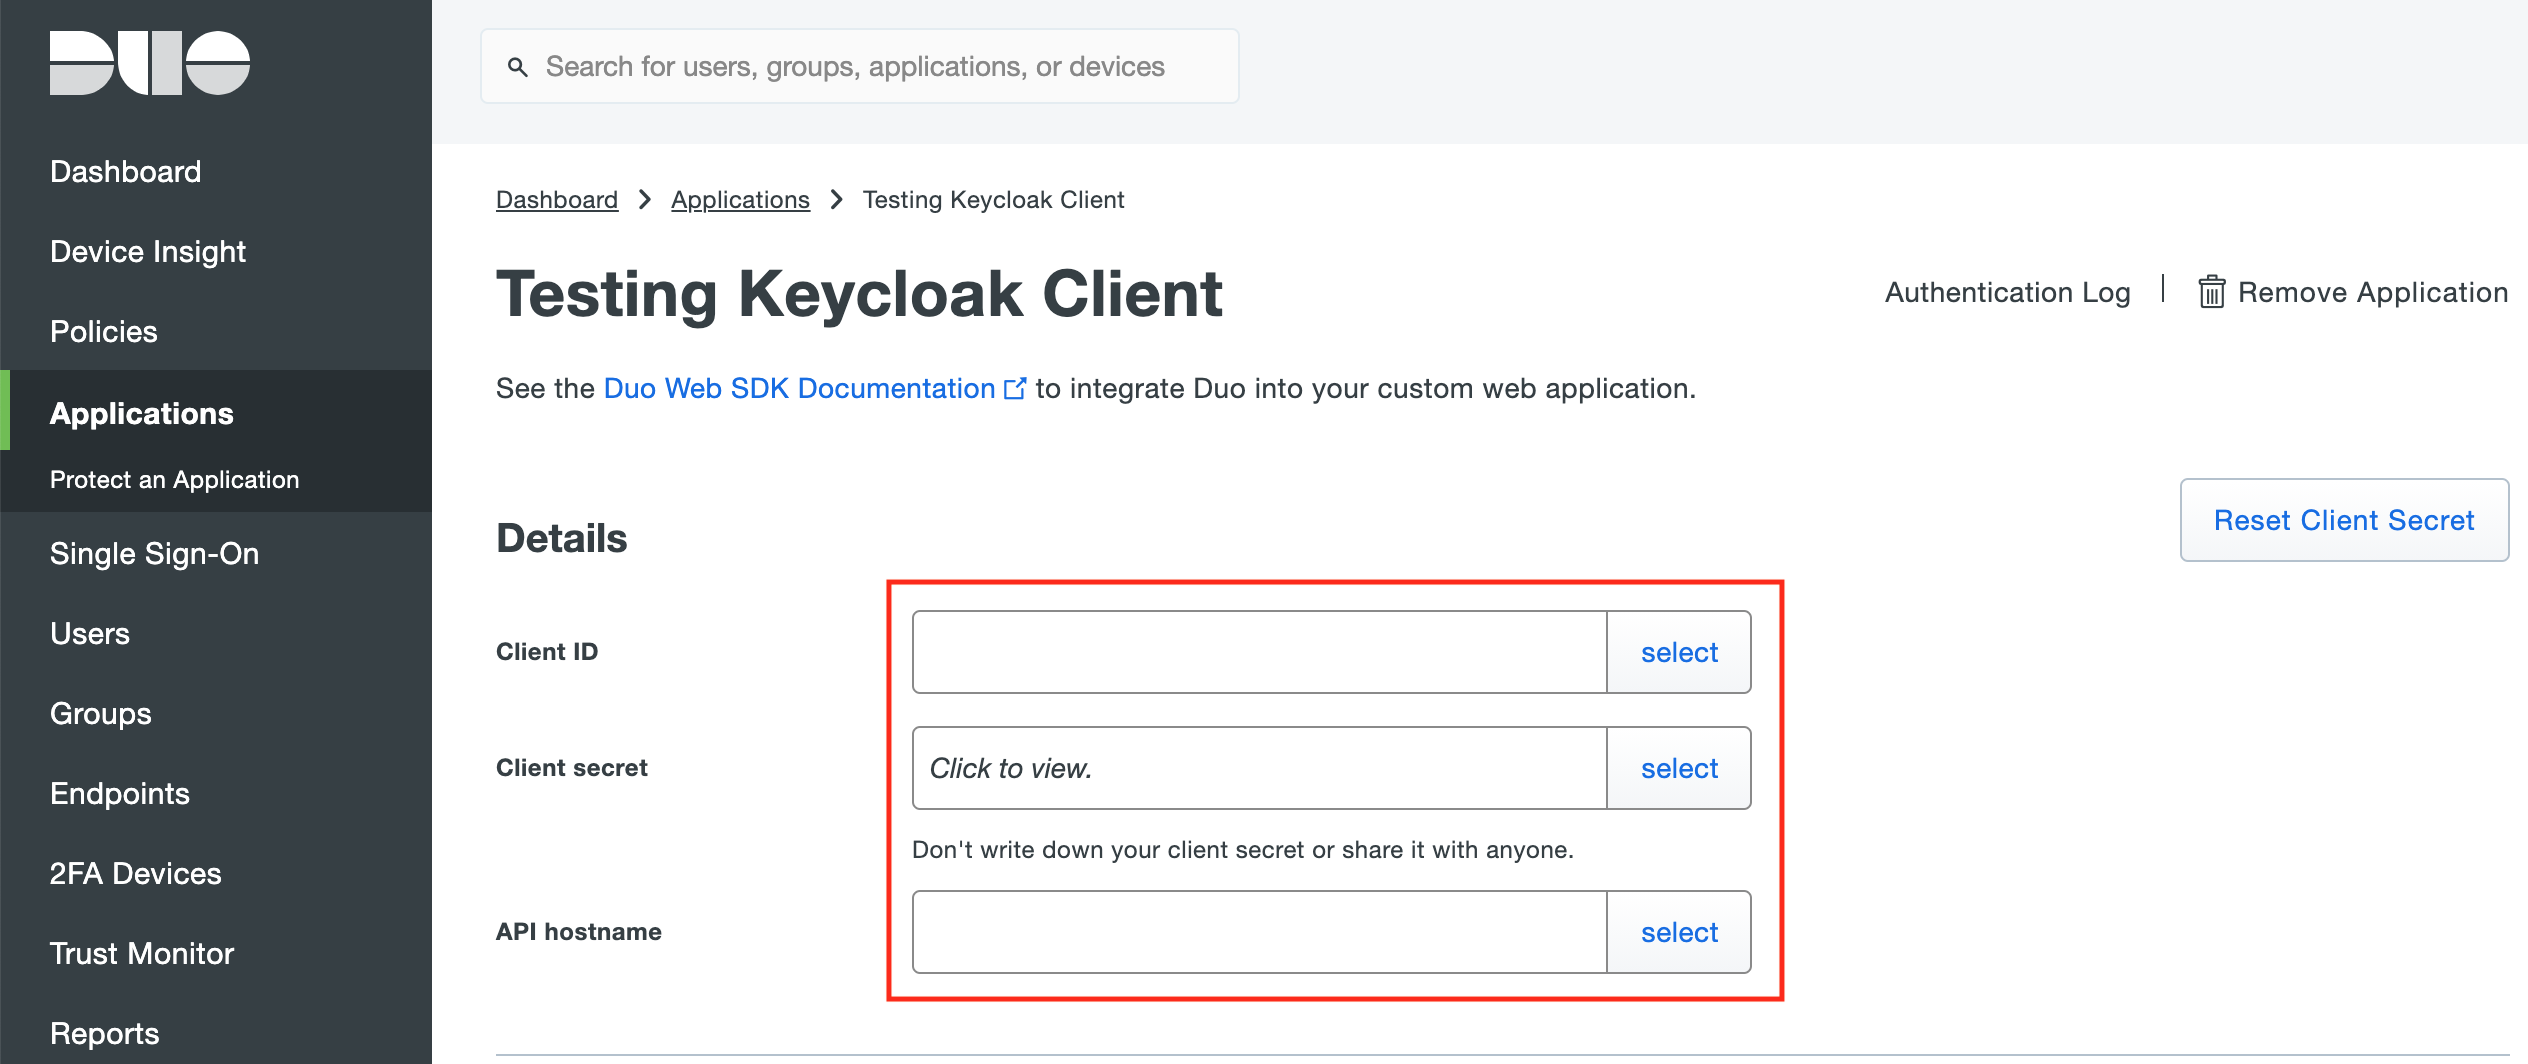 DUO
Search for users, groups, applications, or devices
Dashboard
Device Insight
Policies
Applications
Protect an Application
Single Sign-On
Users
Groups
Endpoints
2FA Devices
Trust Monitor
Reports
Dashboard > Applications > Testing Keycloak Client
Testing Keycloak Client
Authentication Log | Remove Application
See the Duo Web SDK Documentation to integrate Duo into your custom web application.
Details
Reset Client Secret
Client ID select
Client secret Click to view. select
Don't write down your client secret or share it with anyone.
API hostname select